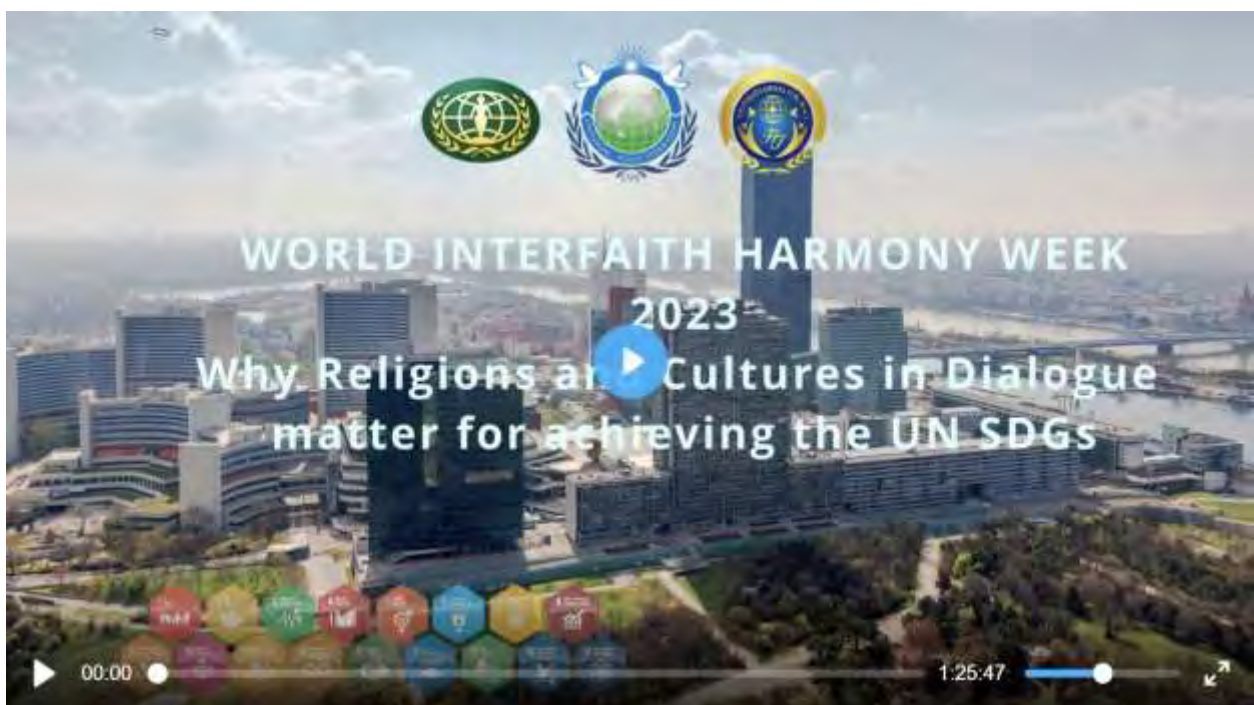 WORLD INTERFAITH HARMONY WEEK
2023
Why Religions and Cultures in Dialogue
matter for achieving the UN SDGs
00:00
1:25:47